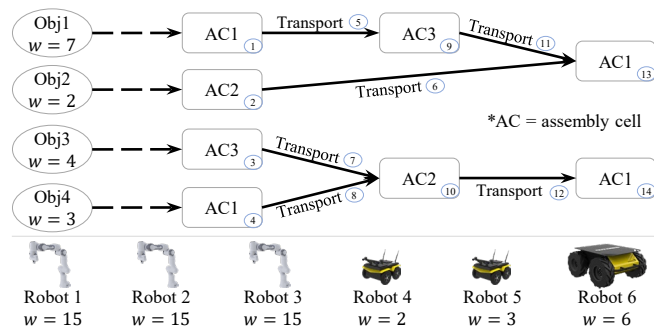 Obj1
w = 7
AC1
1
Transport 5
AC3
9
Transport 11
AC1
13
Obj2
w = 2
AC2
2
Transport 6
*AC = assembly cell
Obj3
w = 4
AC3
3
Transport 7
AC2
10
Transport 12
AC1
14
Obj4
w = 3
AC1
4
Transport 8
Robot 1
w = 15
Robot 2
w = 15
Robot 3
w = 15
Robot 4
w = 2
Robot 5
w = 3
Robot 6
w = 6